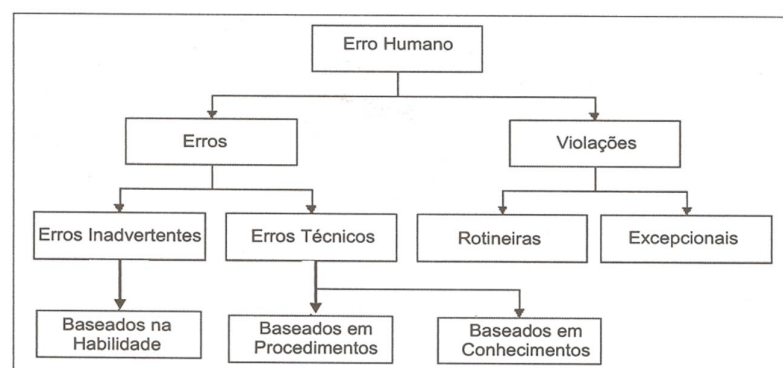 Erro Humano
Erros
Violações
Erros Inadvertentes
Erros Técnicos
Rotineiras
Excepcionais
Baseados na
Habilidade
Baseados em
Procedimentos
Baseados em
Conhecimentos